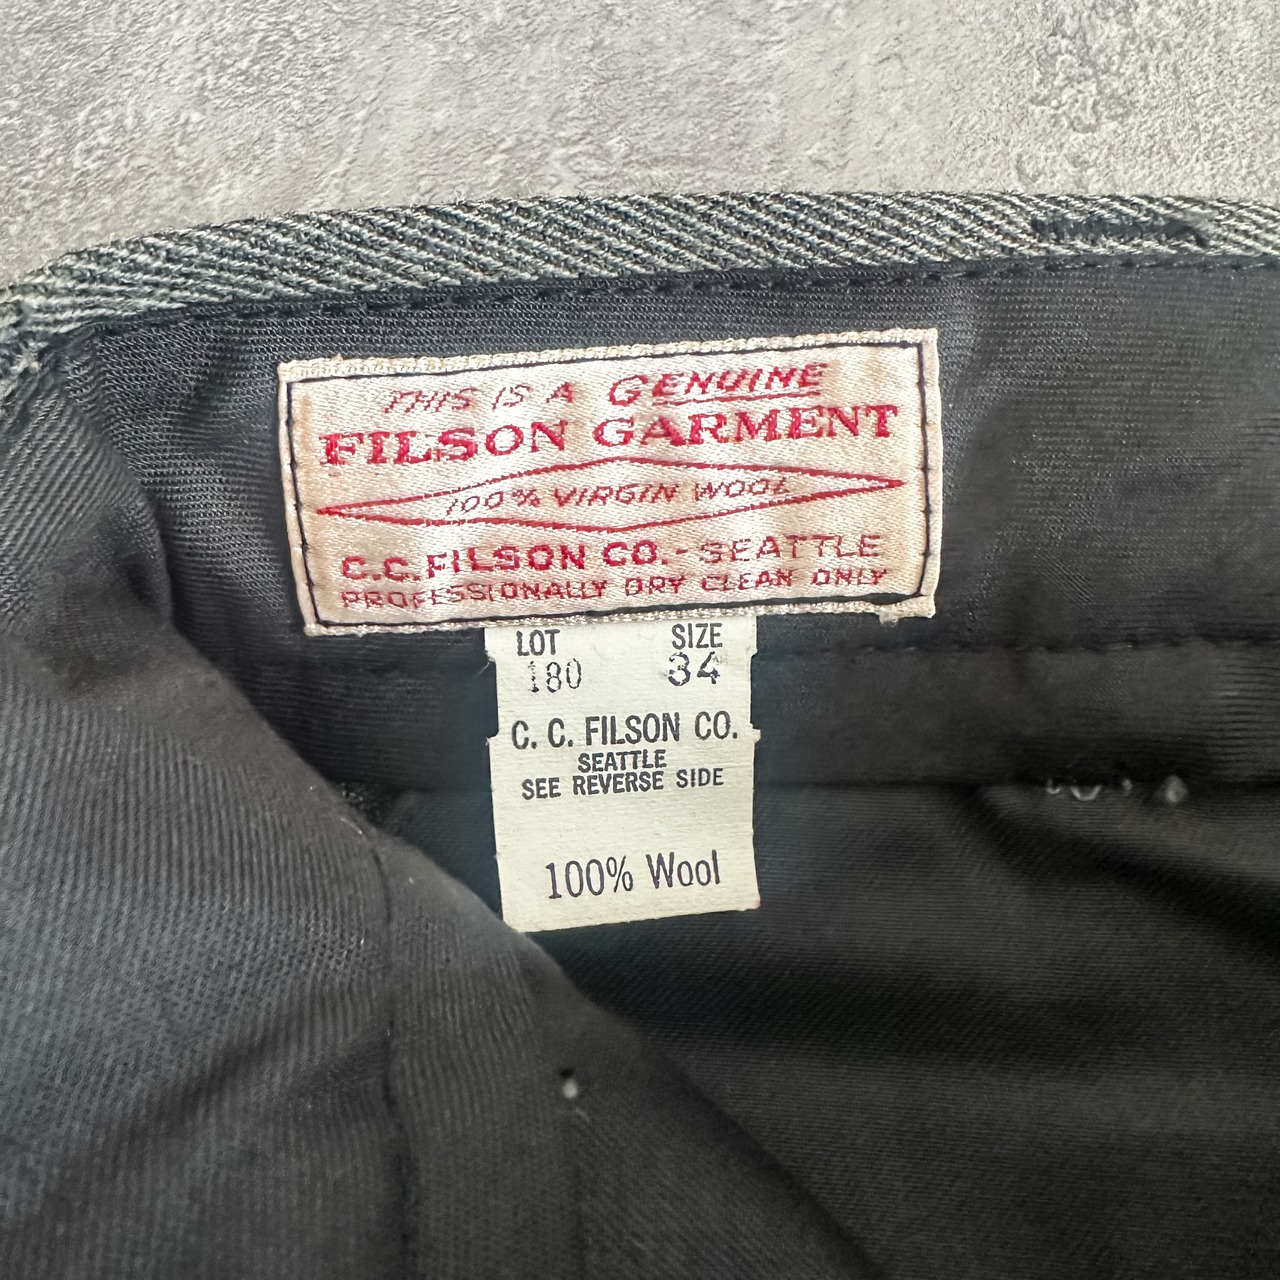 THIS IS A GENUINE
FILSON GARMENT
100% VIRGIN WOOL
C.C. FILSON CO. - SEATTLE
PROFESSIONALLY DRY CLEAN ONLY
LOT SIZE
180 34
C. C. FILSON CO.
SEATTLE
SEE REVERSE SIDE
100% Wool